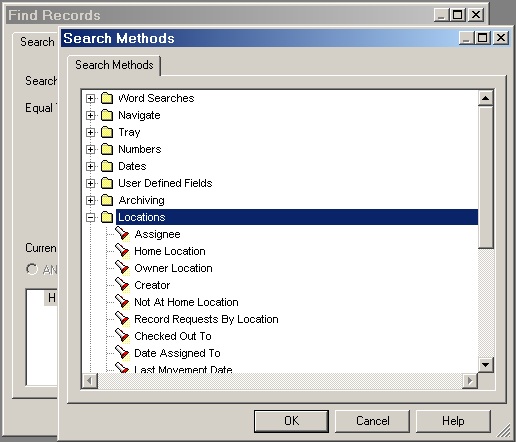 Find Records
Search Methods
Search
Search Methods
Search
Equal
Word Searches
Navigate
Tray
Numbers
Dates
User Defined Fields
Archiving
Locations
Assignee
Home Location
Owner Location
Creator
Not At Home Location
Record Requests By Location
Checked Out To
Date Assigned To
Last Movement Date
Curren
AN
H
OK
Cancel
Help